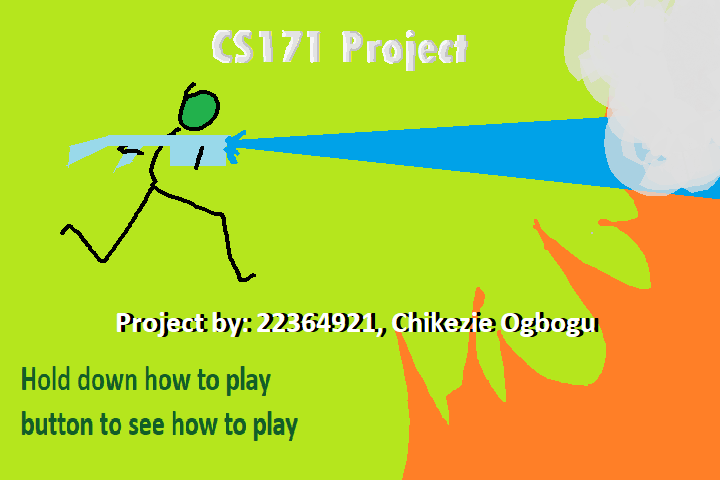 CS171 Project
Project by: 22364921, Chikezie Ogbogu
Hold down how to play
button to see how to play